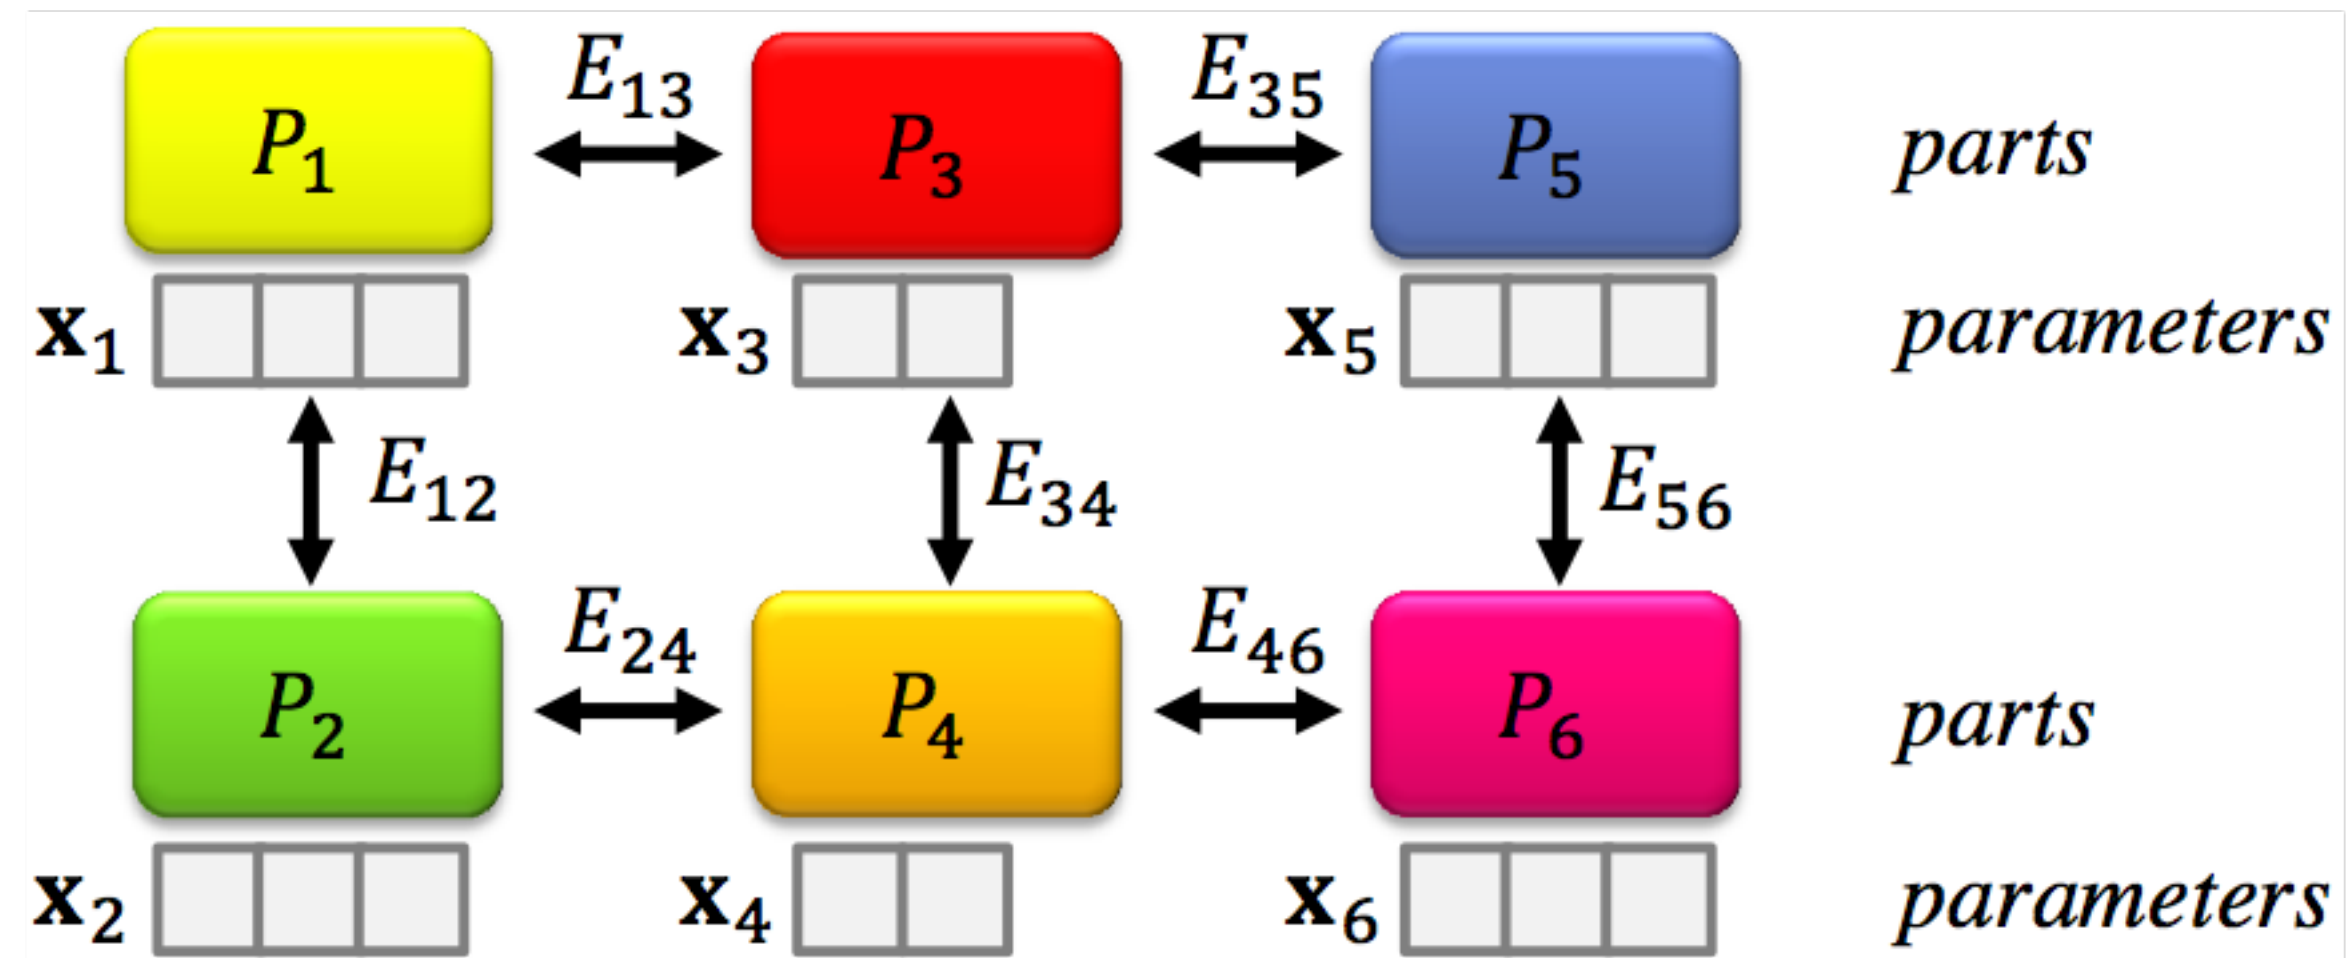 P1 E13 P3 E35 P5 parts
x1 x3 x5 parameters
E12 E34 E56
P2 E24 P4 E46 P6 parts
x2 x4 x6 parameters